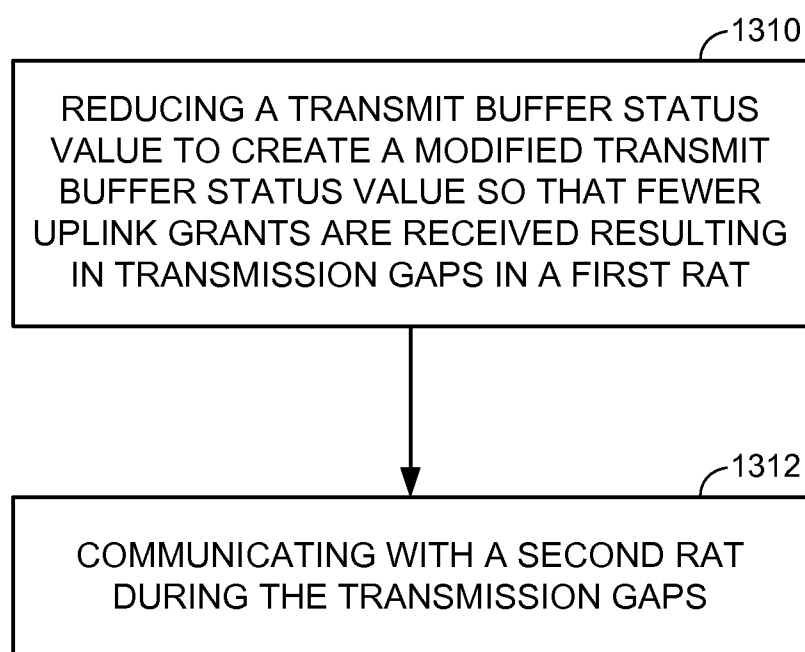 1310
REDUCING A TRANSMIT BUFFER STATUS
VALUE TO CREATE A MODIFIED TRANSMIT
BUFFER STATUS VALUE SO THAT FEWER
UPLINK GRANTS ARE RECEIVED RESULTING
IN TRANSMISSION GAPS IN A FIRST RAT
1312
COMMUNICATING WITH A SECOND RAT
DURING THE TRANSMISSION GAPS